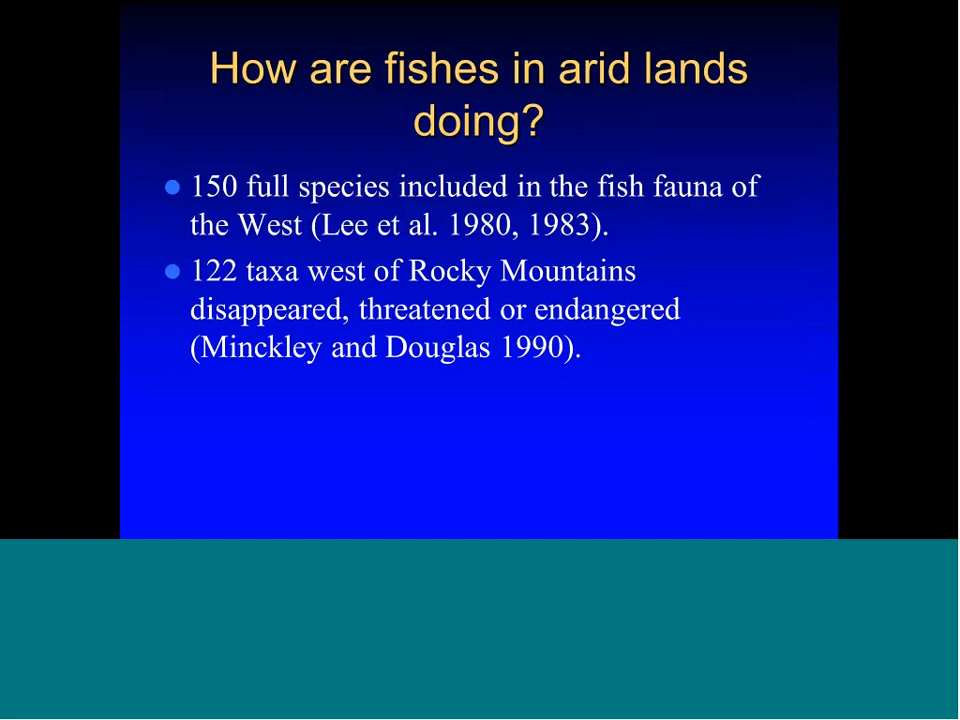 How are fishes in arid lands
doing?
150 full species included in the fish fauna of
the West (Lee et al. 1980, 1983).
122 taxa west of Rocky Mountains
disappeared, threatened or endangered
(Minckley and Douglas 1990).